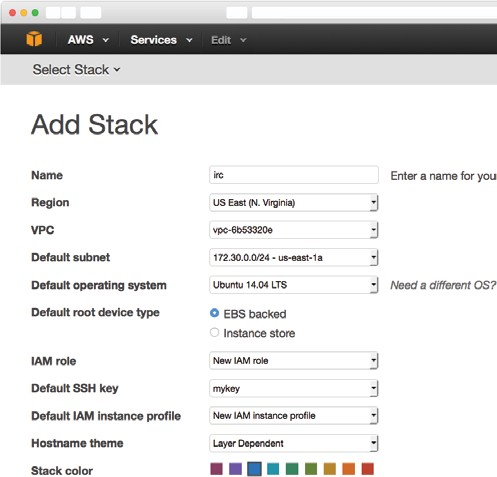 AWS Services Edit
Select Stack
Add Stack
Name irc Enter a name for your
Region US East (N. Virginia)
VPC vpc-6b53320e
Default subnet 172.30.0.0/24 - us-east-1a
Default operating system Ubuntu 14.04 LTS Need a different OS?
Default root device type EBS backed
Instance store
IAM role New IAM role
Default SSH key mykey
Default IAM instance profile New IAM instance profile
Hostname theme Layer Dependent
Stack color